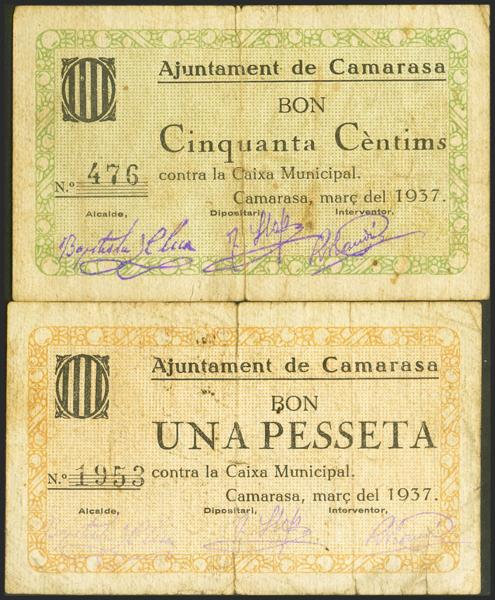 Ajuntament de Camarasa
BON
Cinquanta Cèntims
N.º 476 contra la Caixa Municipal.
Camarasa, març del 1937.
Alcalde, Dipositari, Interventor,
Ajuntament de Camarasa
BON
UNA PESSETA
N.º 1953 contra la Caixa Municipal.
Camarasa, març del 1937.
Alcalde, Dipositari, Interventor,